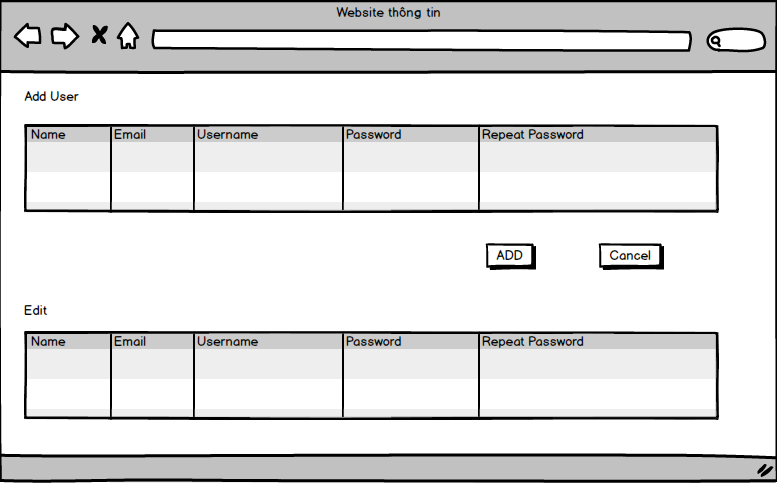 Website thông tin
Add User
Name Email Username Password Repeat Password
ADD Cancel
Edit
Name Email Username Password Repeat Password